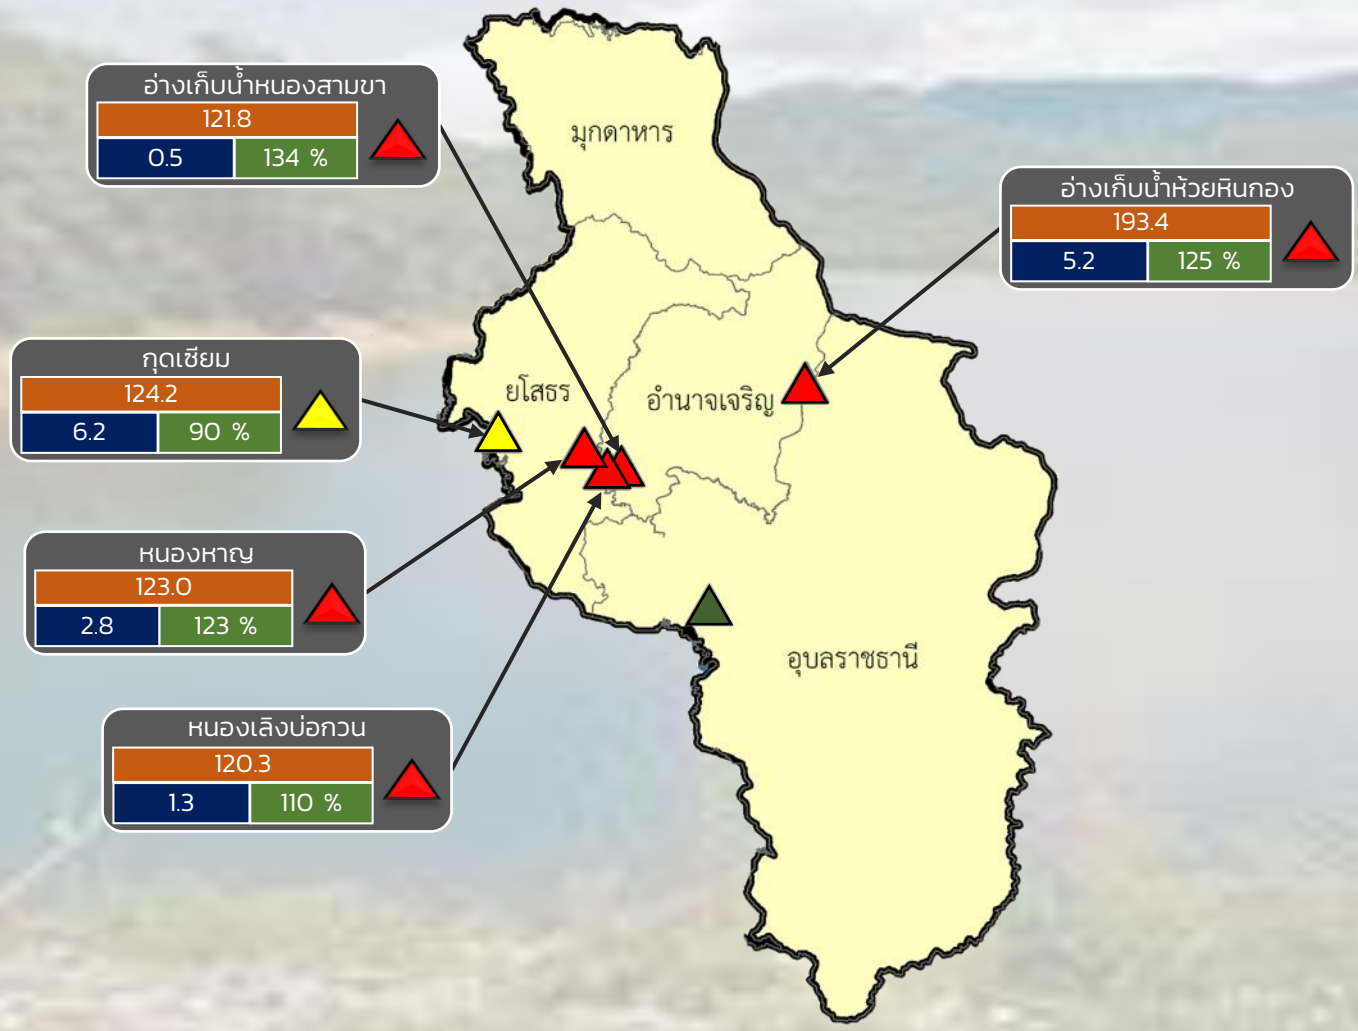 อ่างเก็บน้ำหนองสามขา
121.8
0.5 134 %
มุกดาหาร
อ่างเก็บน้ำห้วยหินกอง
193.4
5.2 125 %
กุดเซียม
124.2
6.2 90 %
ยโสธร
อำนาจเจริญ
หนองหาญ
123.0
2.8 123 %
อุบลราชธานี
หนองเลิงบ่อกวน
120.3
1.3 110 %